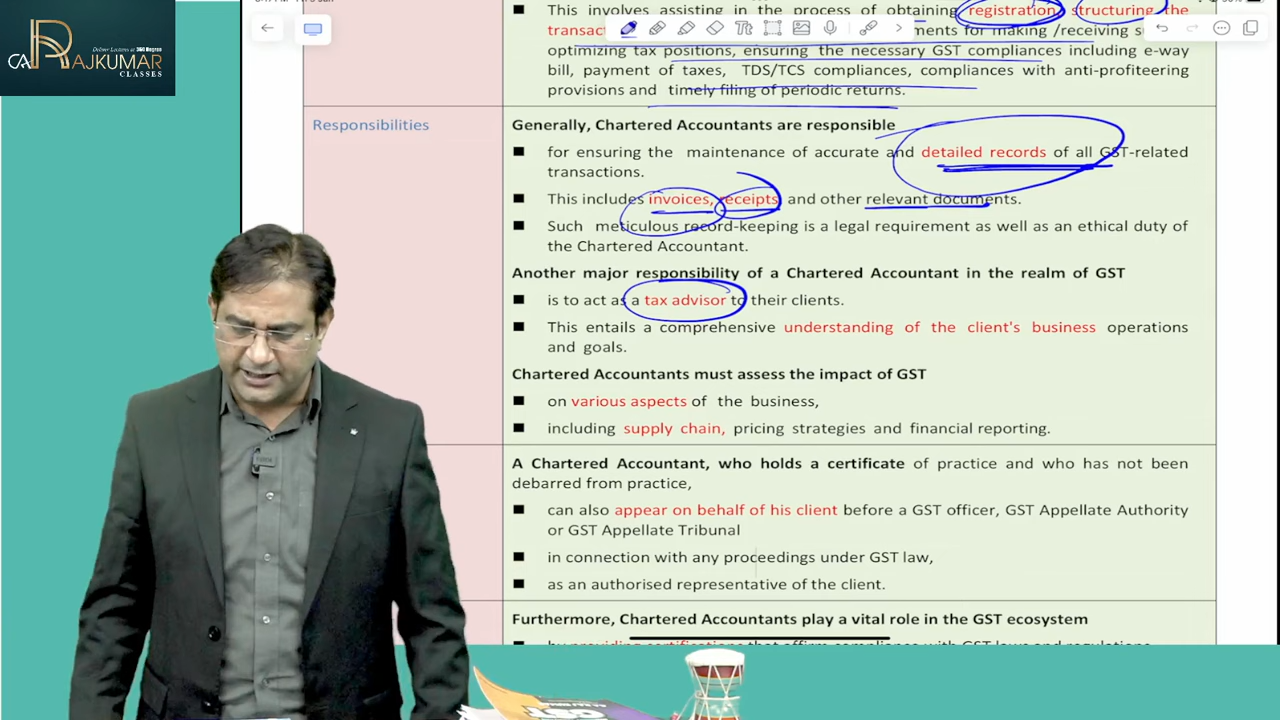 This involves assisting in the process of obtaining registration structuring the
Deliver Lectures at 360 Degree
CA RAJKUMAR
CLASSES
optimizing tax positions, ensuring the necessary GST compliances including e-way
bill, payment of taxes, TDS/TCS compliances, compliances with anti-profiteering
provisions and timely filing of periodic returns.
Responsibilities
Generally, Chartered Accountants are responsible
■ for ensuring the maintenance of accurate and detailed records of all GST-related
transactions.
■ This includes invoices, receipts and other relevant documents.
■ Such meticulous record-keeping is a legal requirement as well as an ethical duty of
the Chartered Accountant.
Another major responsibility of a Chartered Accountant in the realm of GST
■ is to act as a tax advisor to their clients.
■ This entails a comprehensive understanding of the client's business operations
and goals.
Chartered Accountants must assess the impact of GST
■ on various aspects of the business,
■ including supply chain, pricing strategies and financial reporting.
A Chartered Accountant, who holds a certificate of practice and who has not been
debarred from practice,
■ can also appear on behalf of his client before a GST officer, GST Appellate Authority
or GST Appellate Tribunal
■ in connection with any proceedings under GST law,
■ as an authorised representative of the client.
Furthermore, Chartered Accountants play a vital role in the GST ecosystem
GST